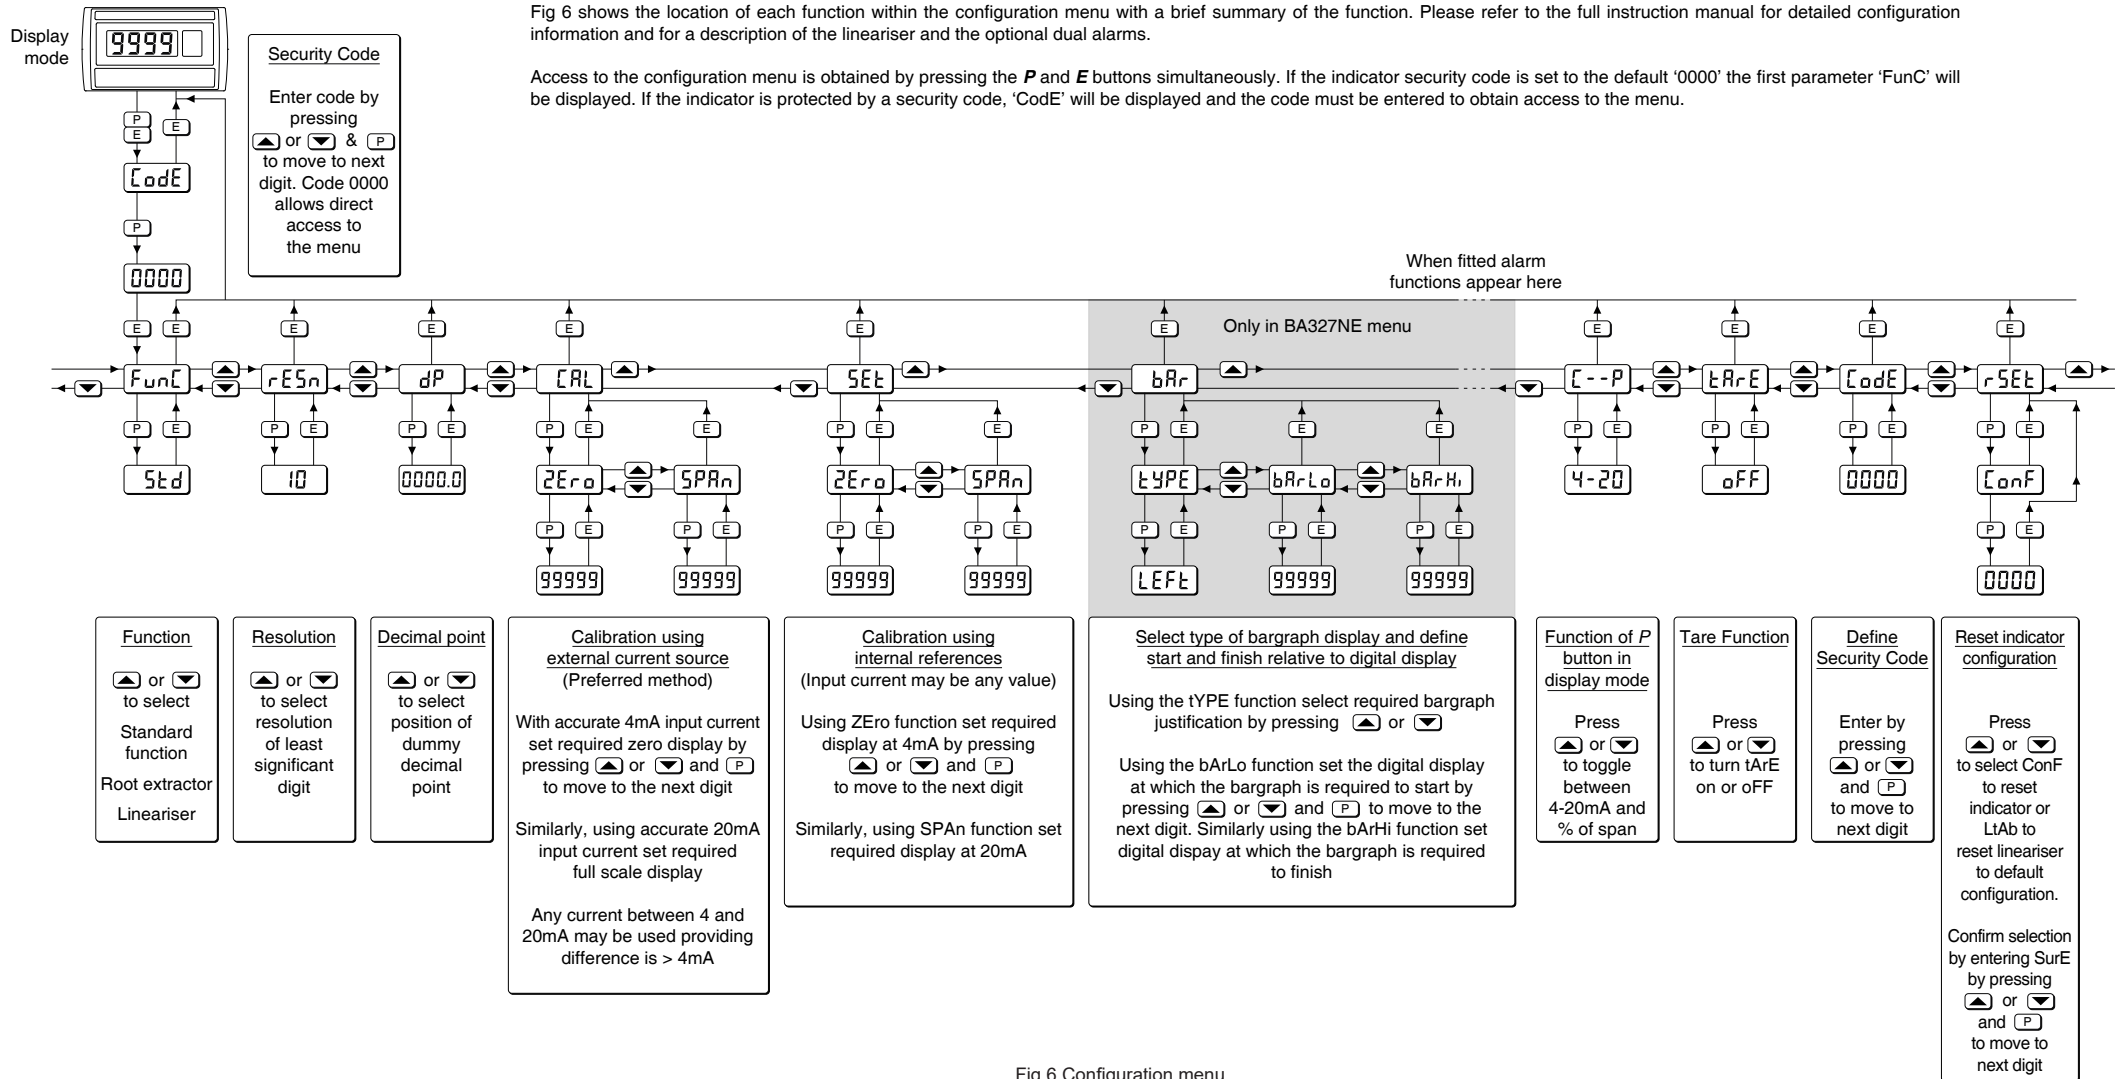 Fig 6 shows the location of each function within the configuration menu with a brief summary of the function. Please refer to the full instruction manual for detailed configuration
information and for a description of the lineariser and the optional dual alarms.
Access to the configuration menu is obtained by pressing the P and E buttons simultaneously. If the indicator security code is set to the default ‘0000’ the first parameter ‘FunC’ will
be displayed. If the indicator is protected by a security code, ‘CodE’ will be displayed and the code must be entered to obtain access to the menu.
Display
mode
9999
Security Code
Enter code by
pressing
or & P
to move to next
digit. Code 0000
allows direct
access to
the menu
P
E
E
CodE
P
0000
When fitted alarm
functions appear here
Only in BA327NE menu
E E E E E E E E E E E
FunC rESn dP CAL SEt bAr C--P tArE CodE rSEt
P E P E P E P E E P E E P E E E P E P E P E P E
Std 10 0000.0 ZEro SPAn ZEro SPAn tYPE bArLo bArHi 4-20 oFF 0000 ConF
P E P E P E P E P E P E P E P E
99999 99999 99999 99999 LEFt 99999 99999 0000
Function
or
to select
Standard
function
Root extractor
Lineariser
Resolution
or
to select
resolution
of least
significant
digit
Decimal point
or
to select
position of
dummy
decimal
point
Calibration using
external current source
(Preferred method)
With accurate 4mA input current
set required zero display by
pressing or and P
to move to the next digit
Similarly, using accurate 20mA
input current set required
full scale display
Any current between 4 and
20mA may be used providing
difference is > 4mA
Calibration using
internal references
(Input current may be any value)
Using ZEro function set required
display at 4mA by pressing
or and P
to move to the next digit
Similarly, using SPAn function set
required display at 20mA
Select type of bargraph display and define
start and finish relative to digital display
Using the tYPE function select required bargraph
justification by pressing or
Using the bArLo function set the digital display
at which the bargraph is required to start by
pressing or and P to move to the
next digit. Similarly using the bArHi function set
digital dispay at which the bargraph is required
to finish
Function of P
button in
display mode
Press
or
to toggle
between
4-20mA and
% of span
Tare Function
Press
or
to turn tArE
on or oFF
Define
Security Code
Enter by
pressing
or
and P
to move to
next digit
Reset indicator
configuration
Press
or
to select ConF
to reset
indicator or
LtAb to
reset lineariser
to default
configuration.
Confirm selection
by entering SurE
by pressing
or
and P
to move to
next digit
Fig 6 Configuration menu